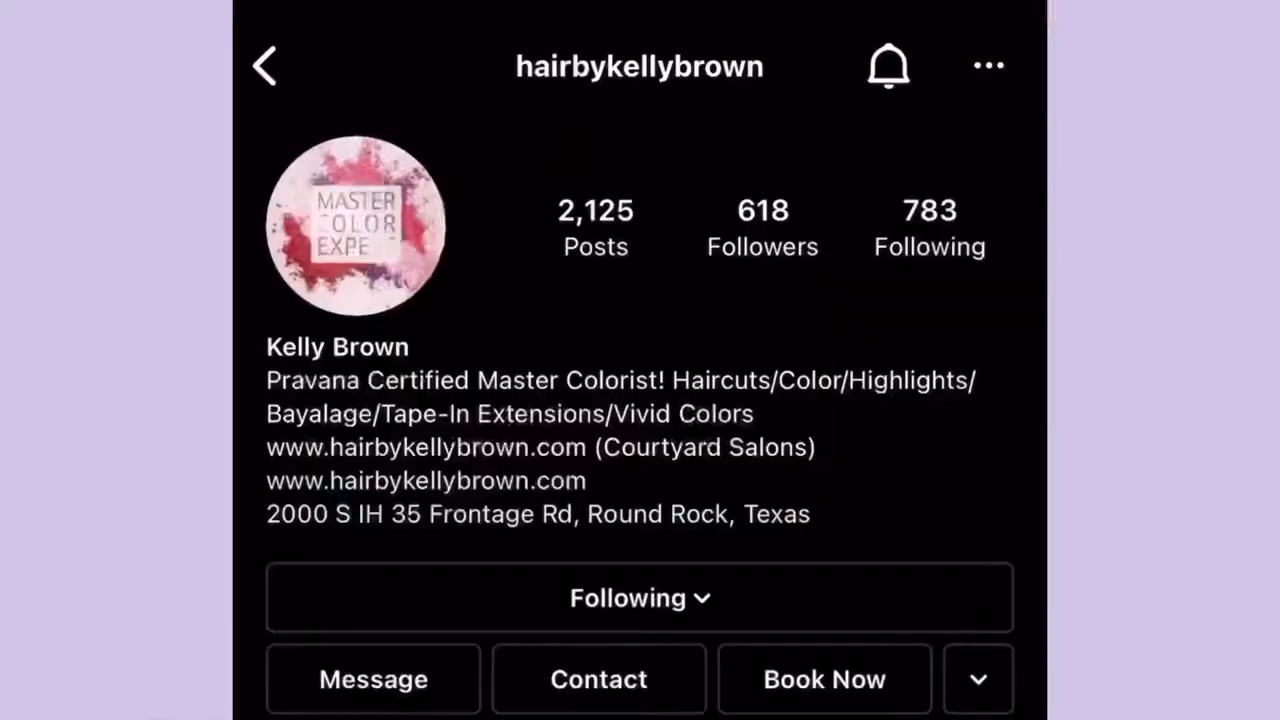 hairbykellybrown
MASTER
OLOR
EXPE
2,125 618 783
Posts Followers Following
Kelly Brown
Pravana Certified Master Colorist! Haircuts/Color/Highlights/
Bayalage/Tape-In Extensions/Vivid Colors
www.hairbykellybrown.com (Courtyard Salons)
www.hairbykellybrown.com
2000 S IH 35 Frontage Rd, Round Rock, Texas
Following
Message Contact Book Now